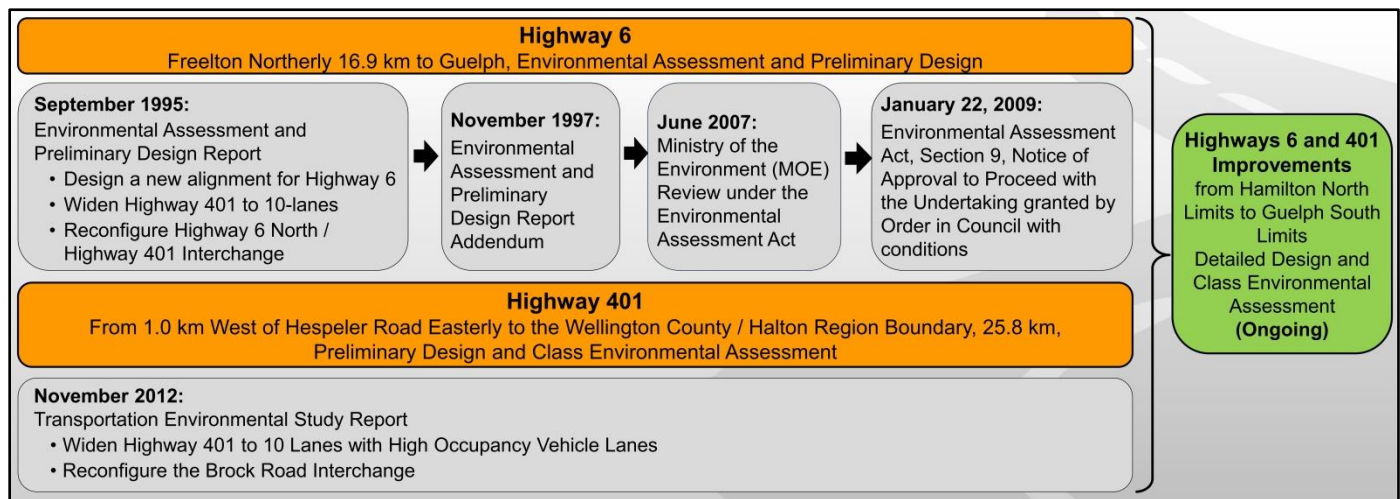 Highway 6
Freelton Northerly 16.9 km to Guelph, Environmental Assessment and Preliminary Design
September 1995:
Environmental Assessment and
Preliminary Design Report
• Design a new alignment for Highway 6
• Widen Highway 401 to 10-lanes
• Reconfigure Highway 6 North /
Highway 401 Interchange
November 1997:
Environmental
Assessment and
Preliminary
Design Report
Addendum
June 2007:
Ministry of the
Environment (MOE)
Review under the
Environmental
Assessment Act
January 22, 2009:
Environmental Assessment
Act, Section 9, Notice of
Approval to Proceed with
the Undertaking granted by
Order in Council with
conditions
Highway 401
From 1.0 km West of Hespeler Road Easterly to the Wellington County / Halton Region Boundary, 25.8 km,
Preliminary Design and Class Environmental Assessment
November 2012:
Transportation Environmental Study Report
• Widen Highway 401 to 10 Lanes with High Occupancy Vehicle Lanes
• Reconfigure the Brock Road Interchange
Highways 6 and 401
Improvements
from Hamilton North
Limits to Guelph South
Limits
Detailed Design and
Class Environmental
Assessment
(Ongoing)